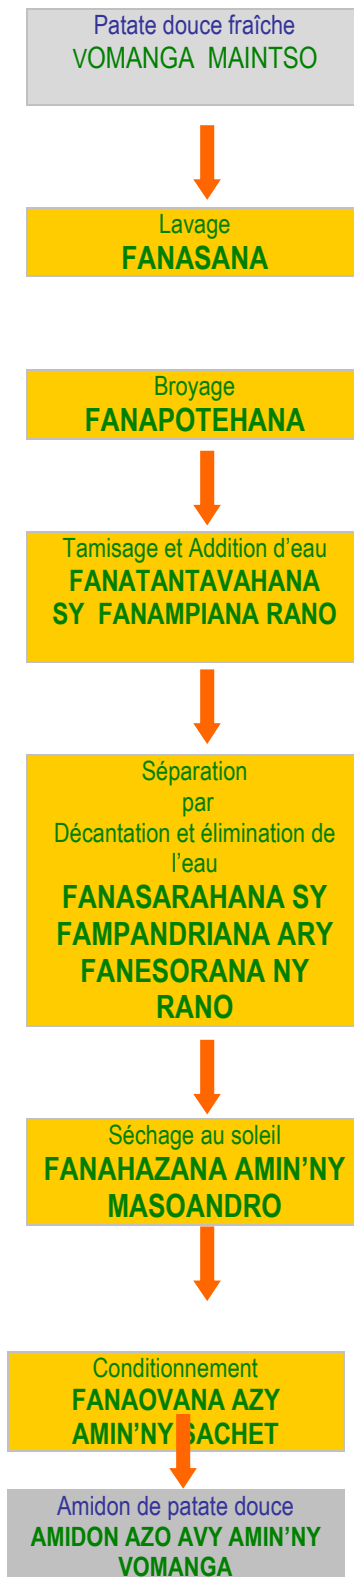 Patate douce fraîche
VOMANGA MAINTSO
Lavage
FANASANA
Broyage
FANAPOTEHANA
Tamisage et Addition d'eau
FANATANTAVAHANA
SY FANAMPIANA RANO
Séparation
par
Décantation et élimination de
l'eau
FANASARAHANA SY
FAMPANDRIANA ARY
FANESORANA NY
RANO
Séchage au soleil
FANAHAZANA AMIN'NY
MASOANDRO
Conditionnement
FANAOVANA AZY
AMIN'NY SACHET
Amidon de patate douce
AMIDON AZO AVY AMIN'NY
VOMANGA